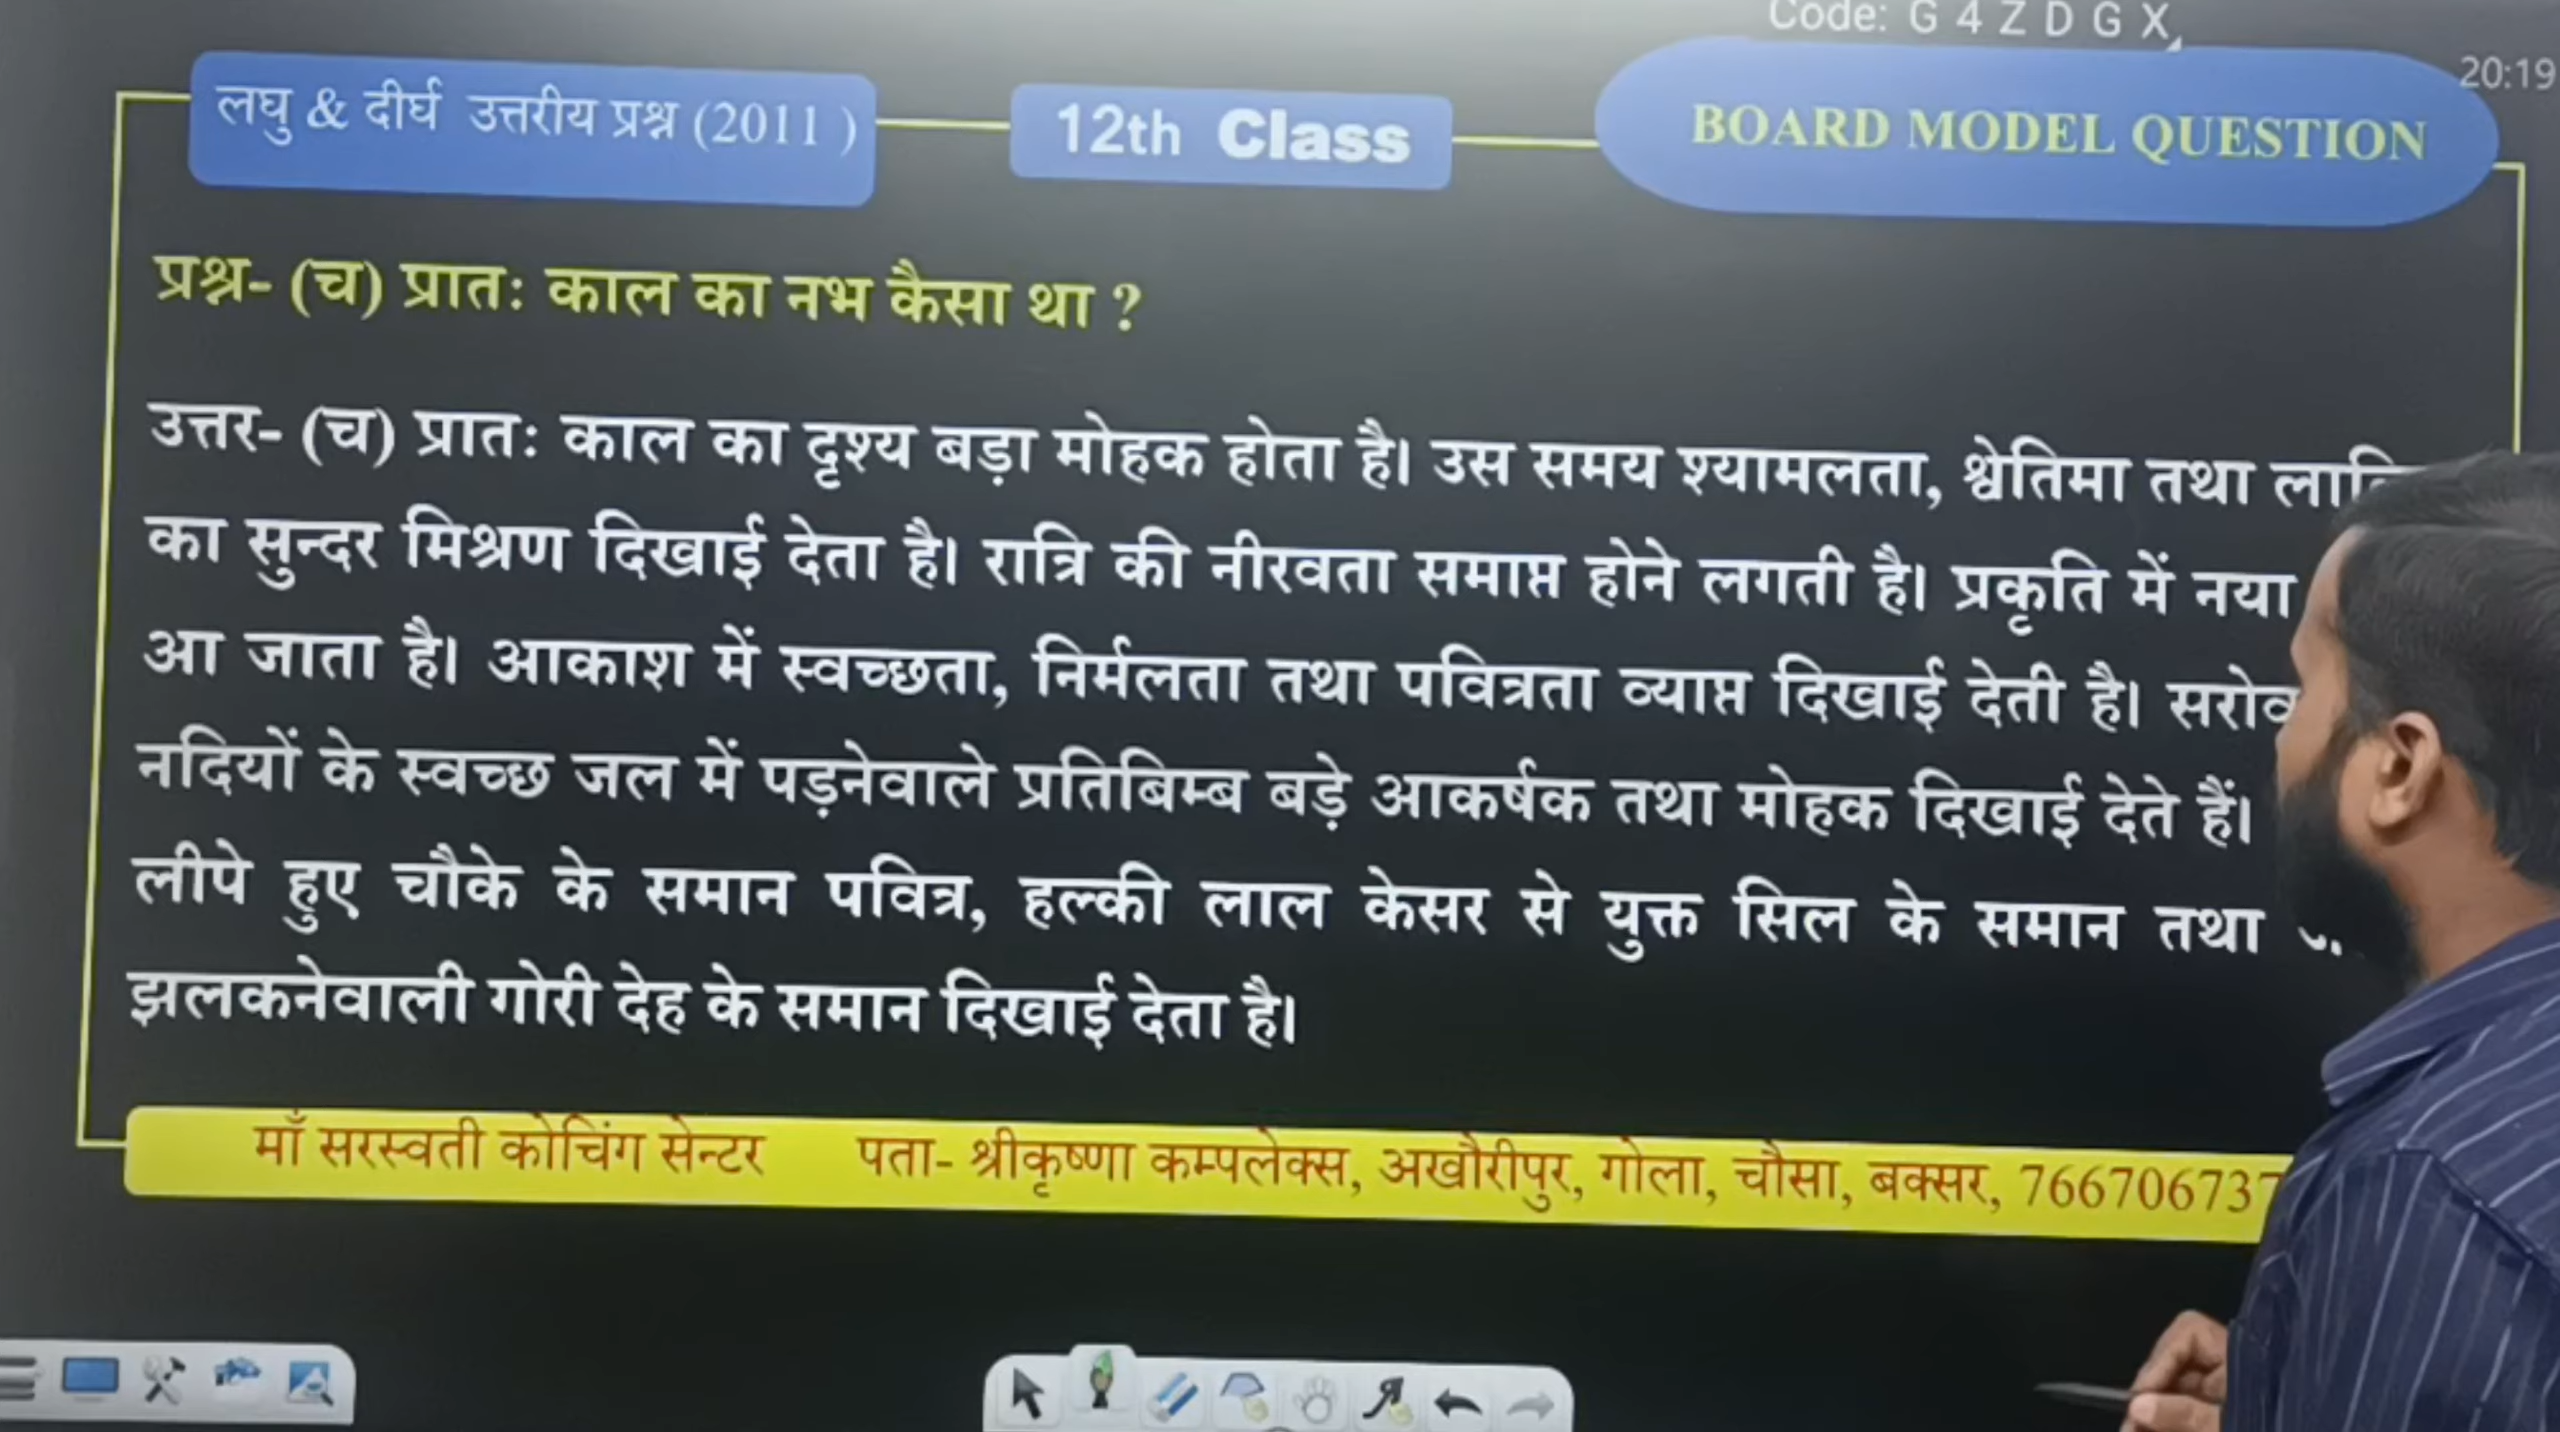 Code: G 4 Z D G X
20:19
लघु & दीर्घ उत्तरीय प्रश्न (2011 )
12th Class
BOARD MODEL QUESTION
प्रश्न- (च) प्रातः काल का नभ कैसा था ?
उत्तर- (च) प्रातः काल का दृश्य बड़ा मोहक होता है। उस समय श्यामलता, श्वेतिमा तथा
का सुन्दर मिश्रण दिखाई देता है। रात्रि की नीरवता समाप्त होने लगती है। प्रकृति में नया
आ जाता है। आकाश में स्वच्छता, निर्मलता तथा पवित्रता व्याप्त दिखाई देती है।
नदियों के स्वच्छ जल में पड़नेवाले प्रतिबिम्ब बड़े आकर्षक तथा मोहक दिखाई देते हैं।
लीपे हुए चौके के समान पवित्र, हल्की लाल केसर से युक्त सिल के समान तथा
झलकनेवाली गोरी देह के समान दिखाई देता है।
माँ सरस्वती कोचिंग सेन्टर पता- श्रीकृष्णा कम्पलेक्स, अखौरीपुर, गोला, चौसा, बक्सर, 766706737